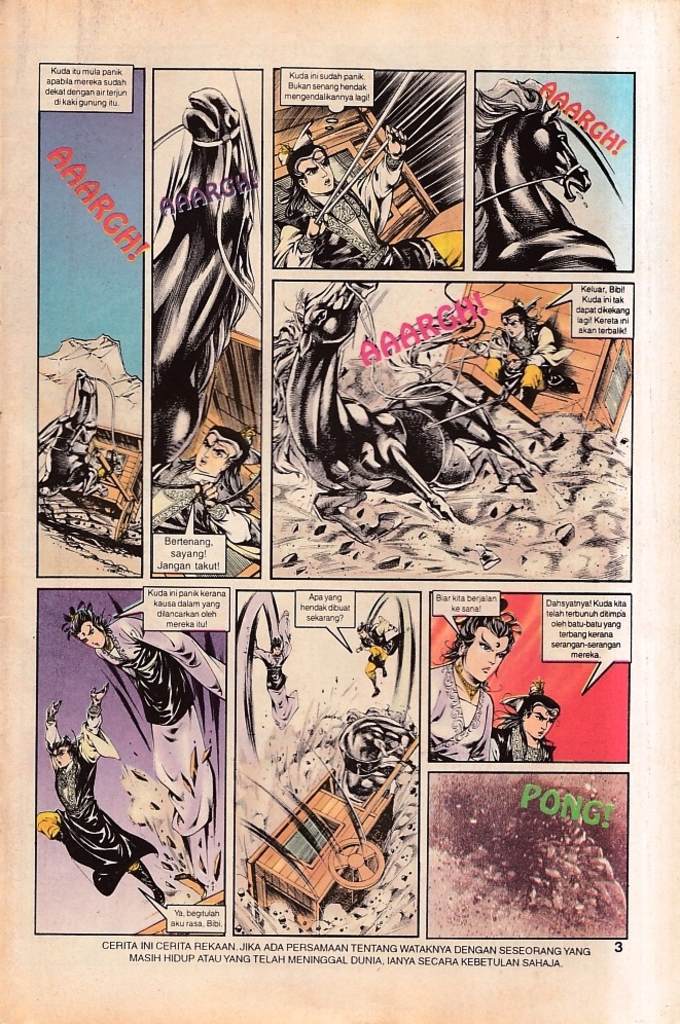 Kuda itu mula panik
apabila mereka sudah
dekat dengan air terjun
di kaki gunung itu.
AAARGH!
AAARGH!
Bertenang,
sayang!
Jangan takut!
Kuda ini sudah panik.
Bukan senang hendak
mengendalikannya lagi!
AAARGH!
Keluar, Bibi!
Kuda ini tak
dapat dikekang
lagi! Kereta ini
akan terbalik!
AAARGH!
Kuda ini panik kerana
kausa dalam yang
dilancarkan oleh
mereka itu!
Ya, begitulah
aku rasa, Bibi.
Apa yang
hendak dibuat
sekarang?
Biar kita berjalan
ke sana!
Dahsyatnya! Kuda kita
telah terbunuh ditimpa
oleh batu-batu yang
terbang kerana
serangan-serangan
mereka.
PONG!
CERITA INI CERITA REKAAN. JIKA ADA PERSAMAAN TENTANG WATAKNYA DENGAN SESEORANG YANG
MASIH HIDUP ATAU YANG TELAH MENINGGAL DUNIA, IANYA SECARA KEBETULAN SAHAJA.
3